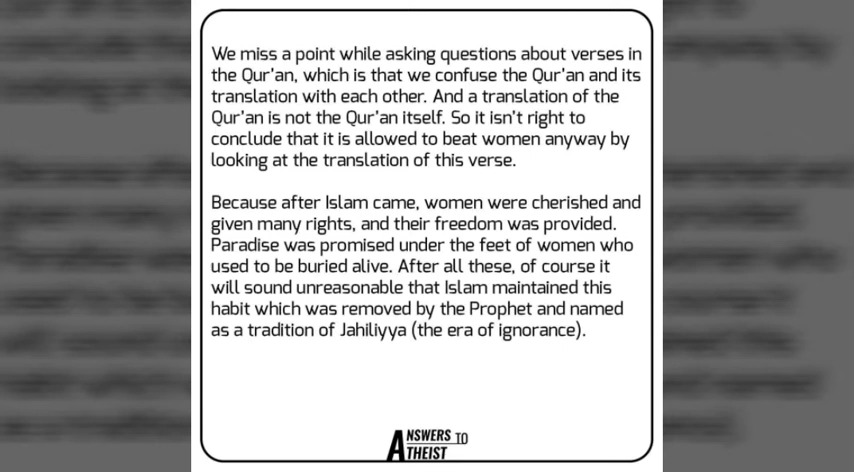 We miss a point while asking questions about verses in
the Qur'an, which is that we confuse the Qur'an and its
translation with each other. And a translation of the
Qur'an is not the Qur'an itself. So it isn't right to
conclude that it is allowed to beat women anyway by
looking at the translation of this verse.
Because after Islam came, women were cherished and
given many rights, and their freedom was provided.
Paradise was promised under the feet of women who
used to be buried alive. After all these, of course it
will sound unreasonable that Islam maintained this
habit which was removed by the Prophet and named
as a tradition of Jahiliyya (the era of ignorance).
ANSWERS TO
ATHEIST